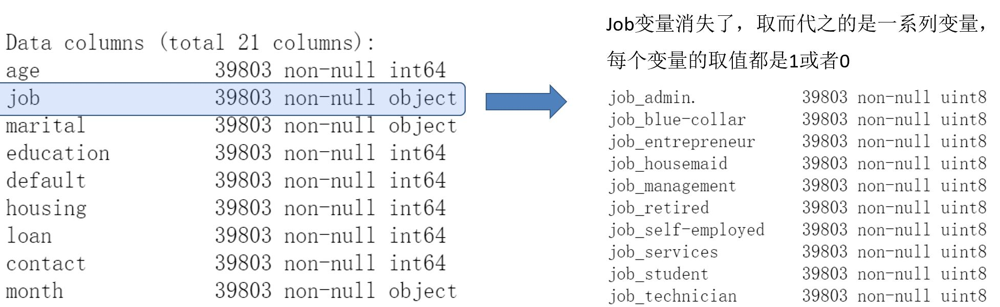 Data columns (total 21 columns):
age 39803 non-null int64
job 39803 non-null object
marital 39803 non-null object
education 39803 non-null int64
default 39803 non-null int64
housing 39803 non-null int64
loan 39803 non-null int64
contact 39803 non-null int64
month 39803 non-null object
Job变量消失了，取而代之的是一系列变量，
每个变量的取值都是1或者0
job_admin. 39803 non-null uint8
job_blue-collar 39803 non-null uint8
job_entrepreneur 39803 non-null uint8
job_housemaid 39803 non-null uint8
job_management 39803 non-null uint8
job_retired 39803 non-null uint8
job_self-employed 39803 non-null uint8
job_services 39803 non-null uint8
job_student 39803 non-null uint8
job_technician 39803 non-null uint8